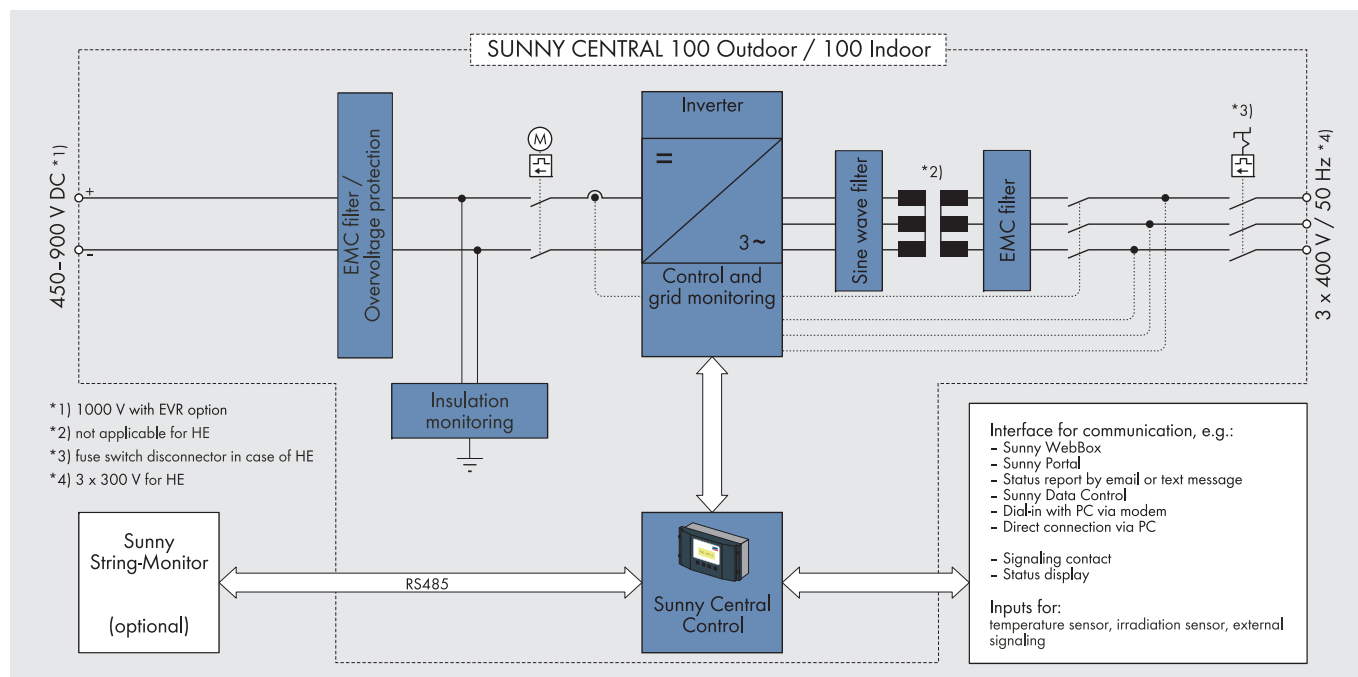 SUNNY CENTRAL 100 Outdoor / 100 Indoor
450–900 V DC *1)
+
-
EMC filter /
Overvoltage protection
M
Inverter
=
3~
Control and
grid monitoring
Sine wave filter
*2)
EMC filter
*3)
3 x 400 V / 50 Hz *4)
Insulation
monitoring
*1) 1000 V with EVR option
*2) not applicable for HE
*3) fuse switch disconnector in case of HE
*4) 3 x 300 V for HE
Sunny
String-Monitor
(optional)
RS485
Sunny Central
Control
Interface for communication, e.g.:
– Sunny WebBox
– Sunny Portal
– Status report by email or text message
– Sunny Data Control
– Dial-in with PC via modem
– Direct connection via PC
– Signaling contact
– Status display
Inputs for:
temperature sensor, irradiation sensor, external
signaling